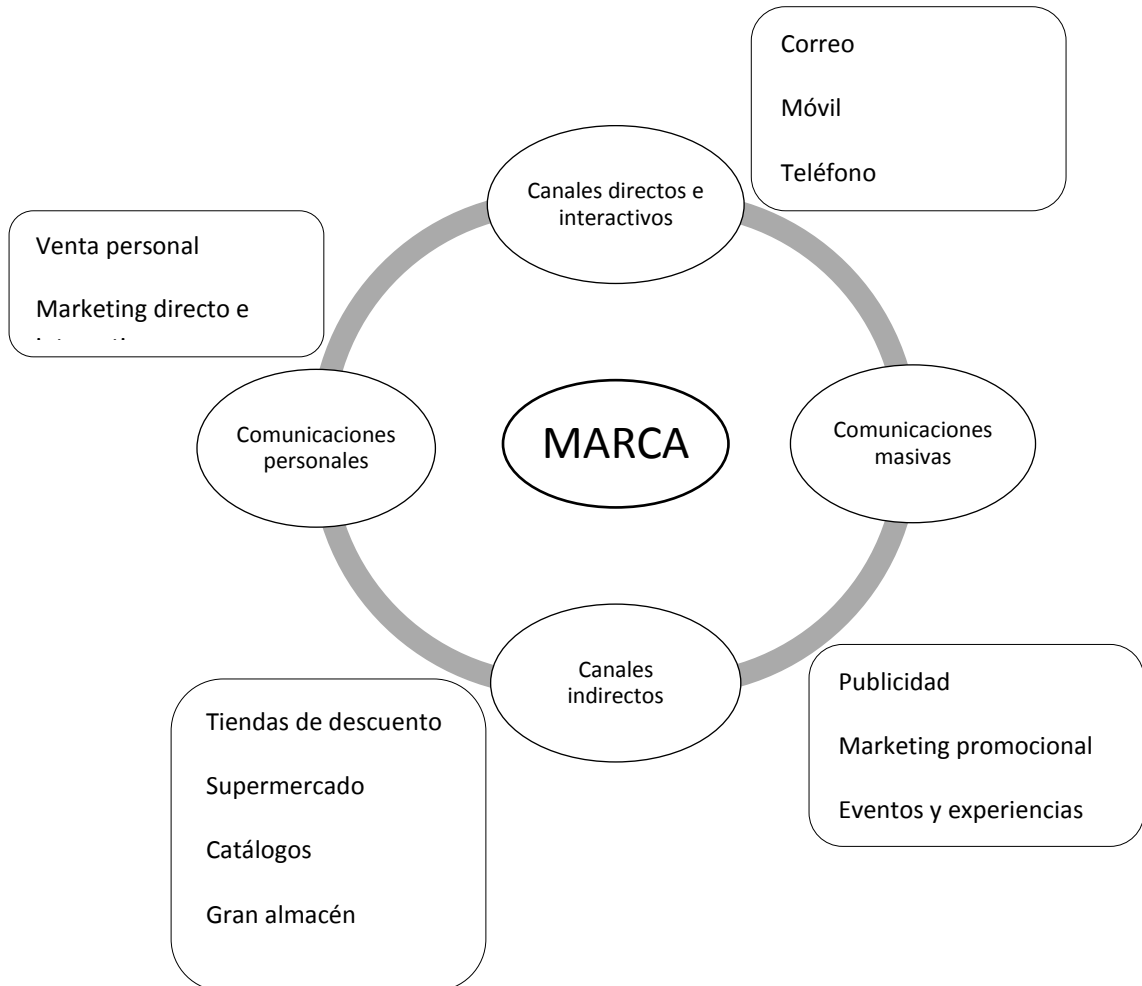 Correo
Móvil
Teléfono
Canales directos e
interactivos
Venta personal
Marketing directo e
Comunicaciones
personales
MARCA
Comunicaciones
masivas
Canales
indirectos
Tiendas de descuento
Supermercado
Catálogos
Gran almacén
Publicidad
Marketing promocional
Eventos y experiencias